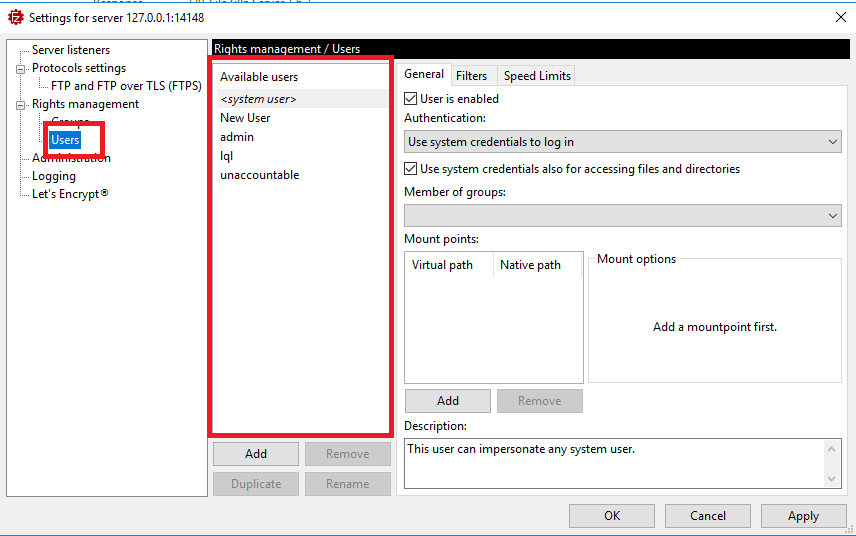 Settings for server 127.0.0.1:14148
Server listeners
Protocols settings
FTP and FTP over TLS (FTPS)
Rights management
Groups
Users
Administration
Logging
Let's Encrypt®
Rights management / Users
Available users
<system user>
New User
admin
lql
unaccountable
Add
Remove
Duplicate
Rename
General
Filters
Speed Limits
User is enabled
Authentication:
Use system credentials to log in
Use system credentials also for accessing files and directories
Member of groups:
Mount points:
Virtual path
Native path
Mount options
Add a mountpoint first.
Add
Remove
Description:
This user can impersonate any system user.
OK
Cancel
Apply